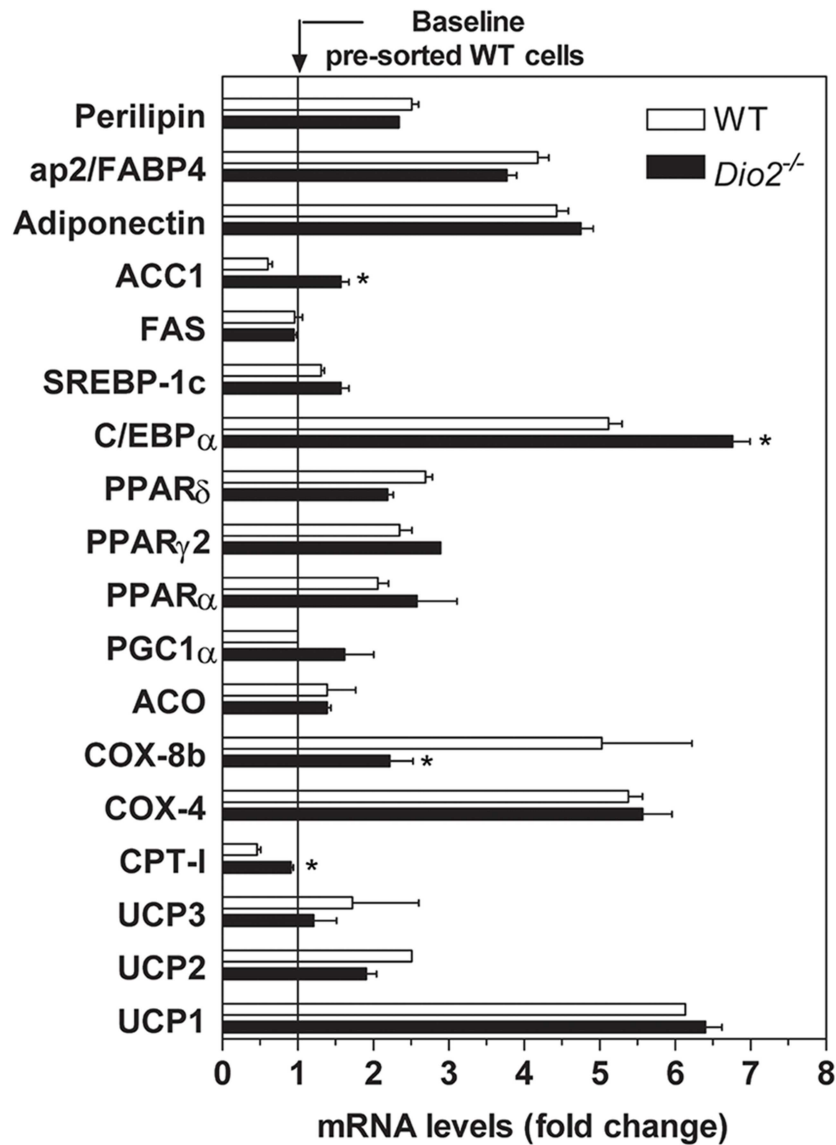 Baseline
pre-sorted WT cells
WT
Dio2-/-
Perilipin
ap2/FABP4
Adiponectin
ACC1
*
FAS
SREBP-1c
C/EBPα
*
PPARδ
PPARγ2
PPARα
PGC1α
ACO
COX-8b
*
COX-4
CPT-I
*
UCP3
UCP2
UCP1
0 1 2 3 4 5 6 7 8
mRNA levels (fold change)